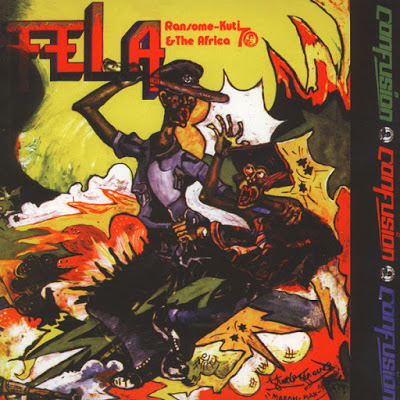 FELA
Ransome-Kuti
&The Africa 70
Confusion
Confusion
Confusion